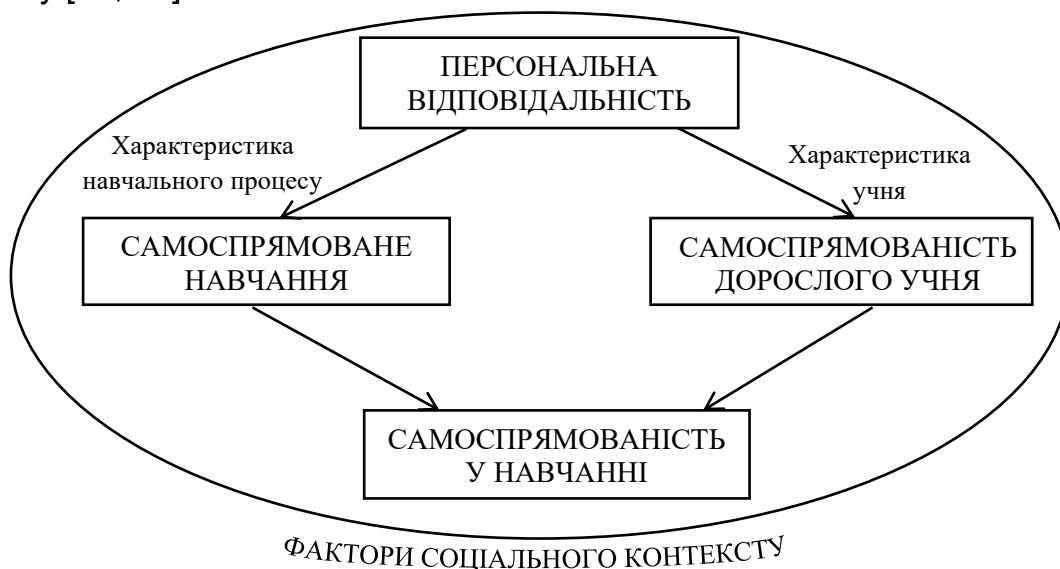 ПЕРСОНАЛЬНА
ВІДПОВІДАЛЬНІСТЬ
Характеристика
навчального процесу
Характеристика
учня
САМОСПРЯМОВАНЕ
НАВЧАННЯ
САМОСПРЯМОВАНІСТЬ
ДОРОСЛОГО УЧНЯ
САМОСПРЯМОВАНІСТЬ
У НАВЧАННІ
ФАКТОРИ СОЦІАЛЬНОГО КОНТЕКСТУ